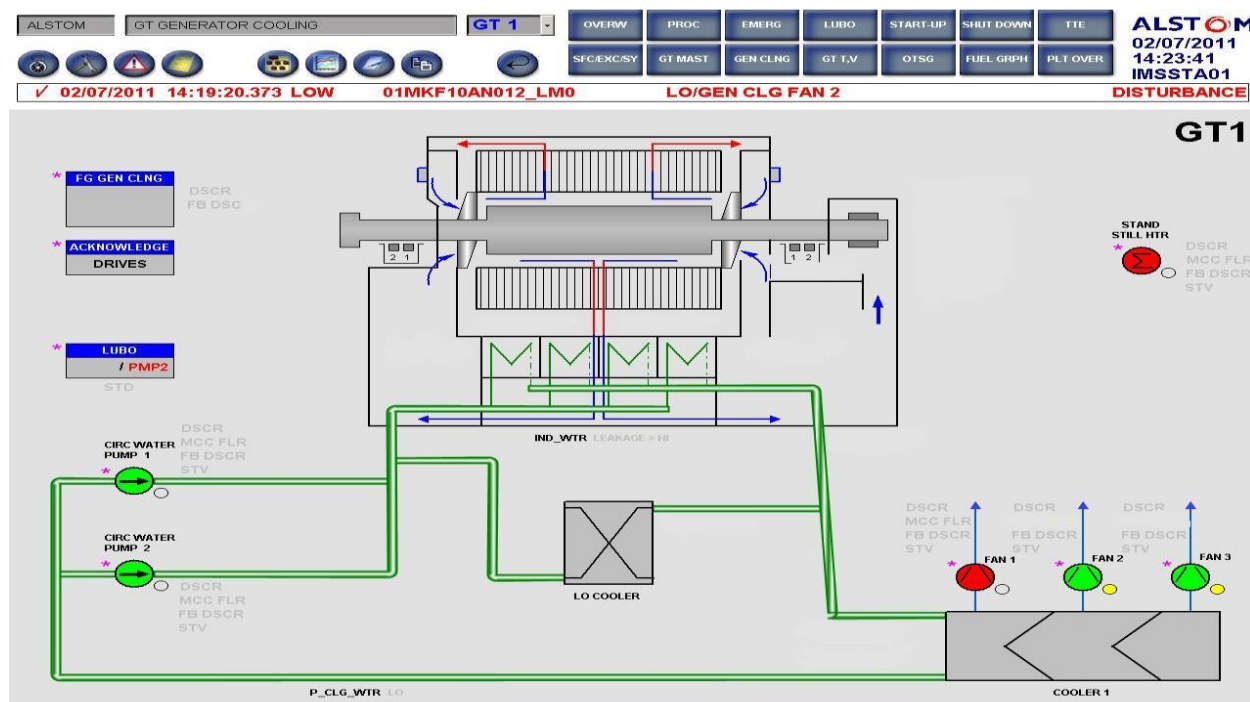 ALSTOM
GT GENERATOR COOLING
GT 1
OVERW
PROC
EMERG
LUBO
START-UP
SHUT DOWN
TTE
ALSTOM
02/07/2011
14:23:41
IMSSTA01
SFC/EXC/SY
GT MAST
GEN CLNG
GT T,V
OTSG
FUEL GRPH
PLT OVER
✓ 02/07/2011 14:19:20.373 LOW 01MKF10AN012_LM0 LO/GEN CLG FAN 2 DISTURBANCE
GT1
* FG GEN CLNG
DSCR
FB DSC
* ACKNOWLEDGE
DRIVES
2 1
1 2
STAND
STILL HTR
*
Σ
DSCR
MCC FLR
FB DSCR
STV
* LUBO
/ PMP2
STD
IND_WTR LEAKAGE > HI
CIRC WATER
PUMP 1
*
DSCR
MCC FLR
FB DSCR
STV
CIRC WATER
PUMP 2
*
DSCR
MCC FLR
FB DSCR
STV
LO COOLER
DSCR
MCC FLR
FB DSCR
STV
* FAN 1
DSCR
FB DSCR
STV
* FAN 2
DSCR
FB DSCR
STV
* FAN 3
P_CLG_WTR LO
COOLER 1